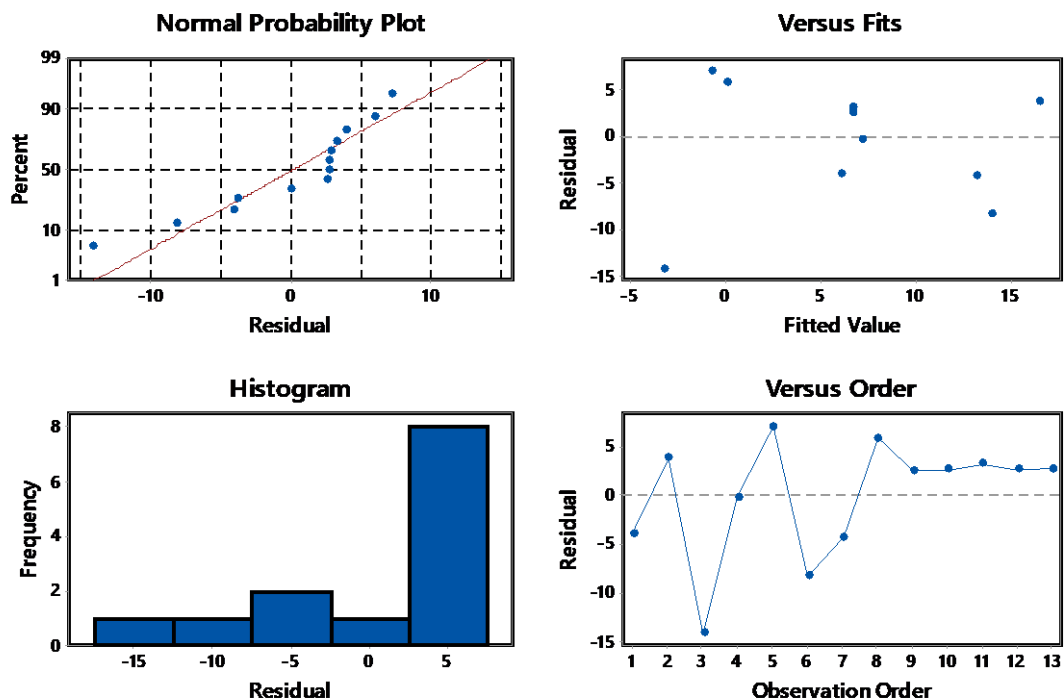 Normal Probability Plot
99
90
50
10
1
Percent
-10 0 10
Residual
Versus Fits
5
0
-5
-10
-15
Residual
-5 0 5 10 15
Fitted Value
Histogram
8
6
4
2
0
Frequency
-15 -10 -5 0 5
Residual
Versus Order
5
0
-5
-10
-15
Residual
1 2 3 4 5 6 7 8 9 10 11 12 13
Observation Order